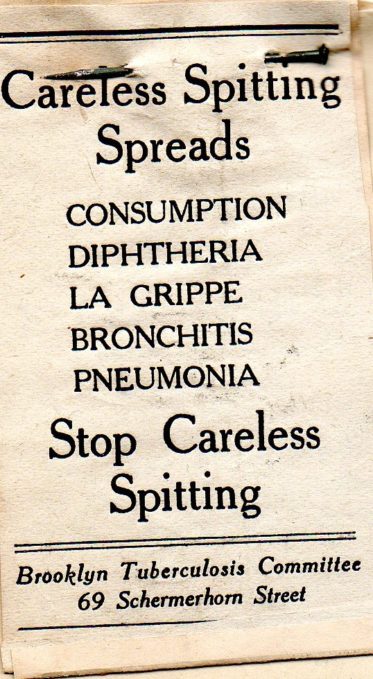 Careless Spitting
Spreads
CONSUMPTION
DIPHTHERIA
LA GRIPPE
BRONCHITIS
PNEUMONIA
Stop Careless
Spitting
Brooklyn Tuberculosis Committee
69 Schermerhorn Street